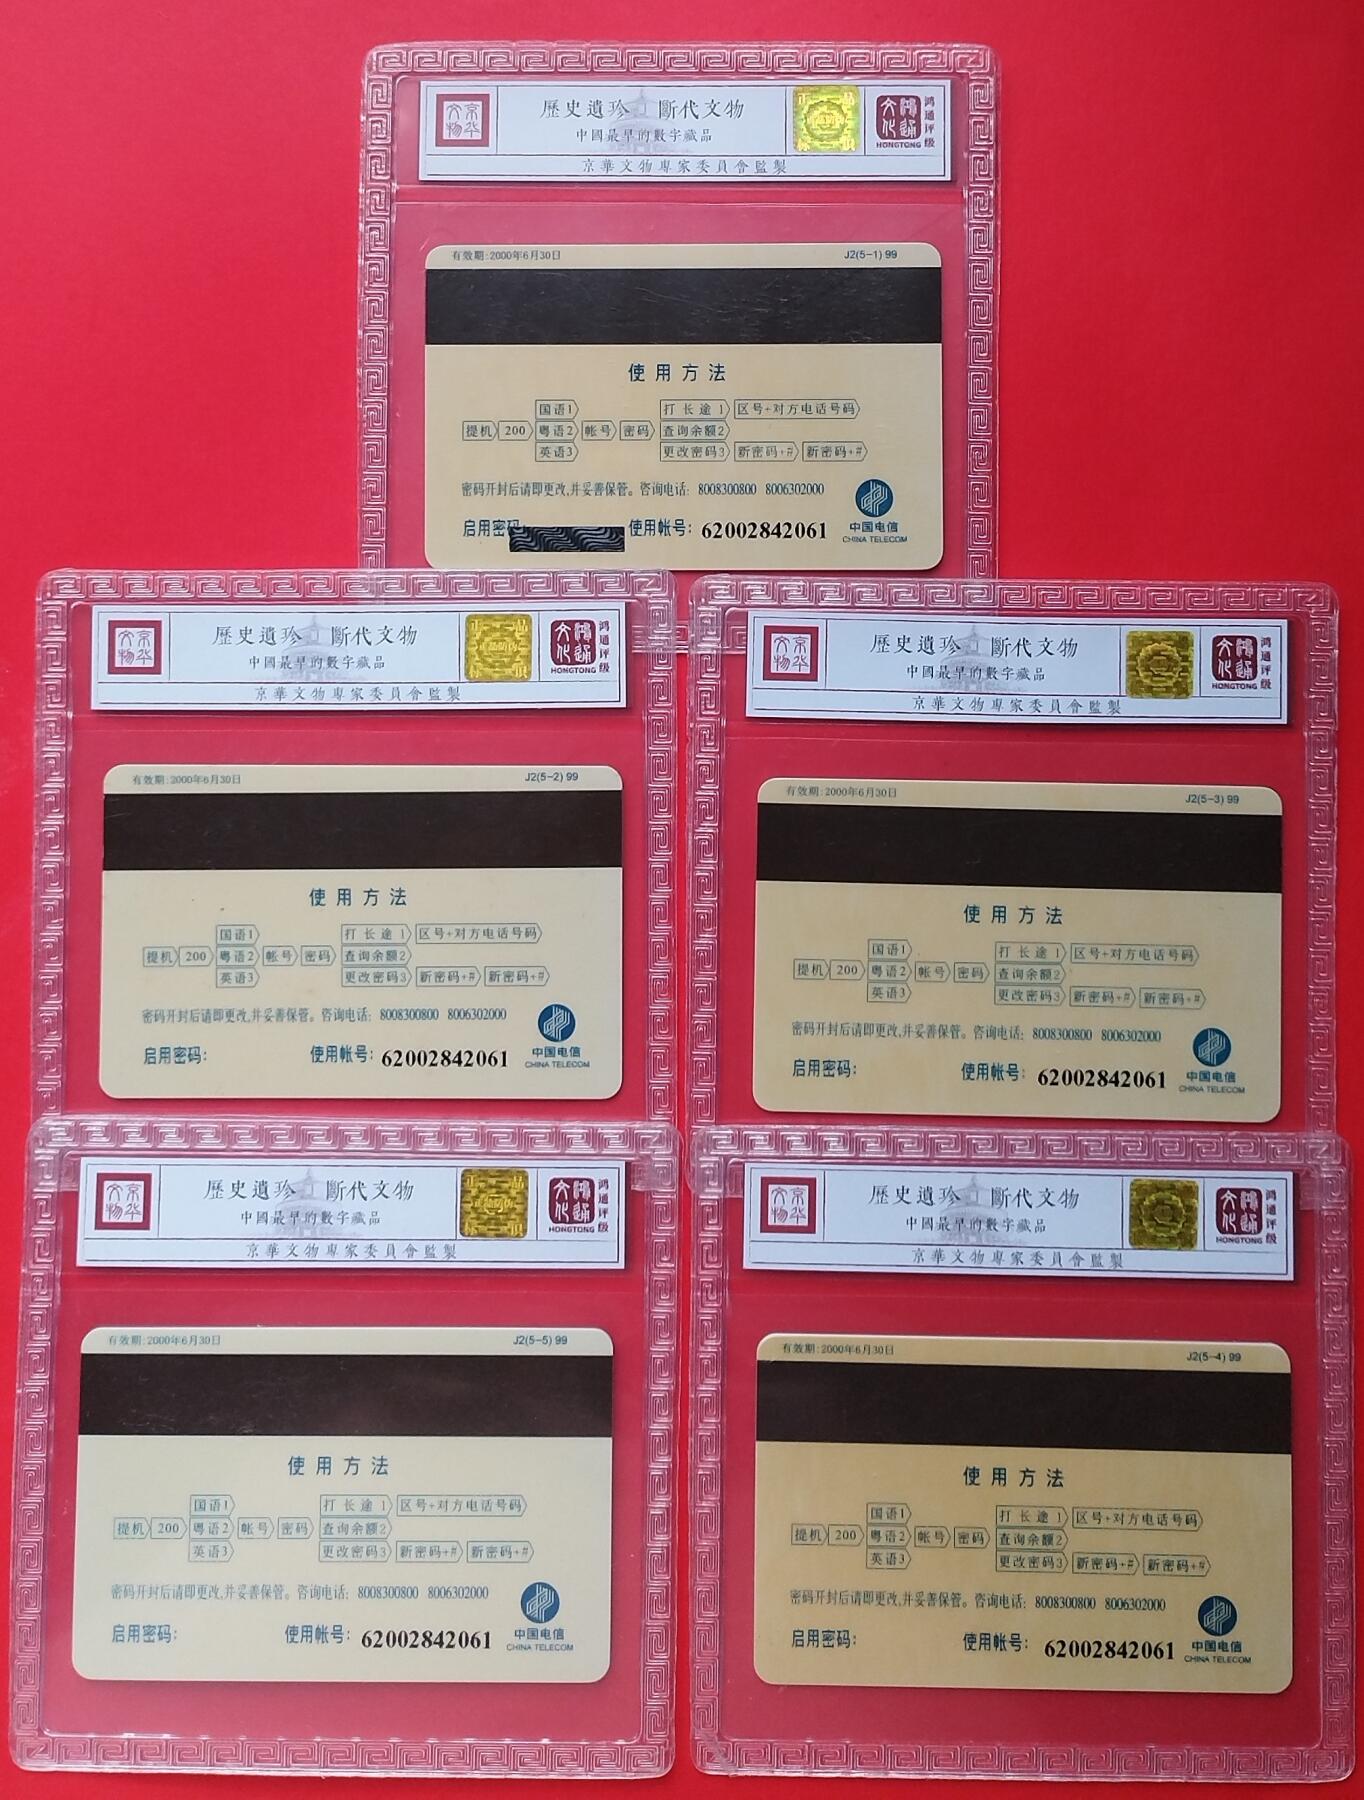 京华文物
歷史遺珍 斷代文物
中國最早的數字藏品
京華文物專家委員會監製
正品
标识
鸿通文化
HONGTONG
鸿通评级
有效期:2000年6月30日 J2(5-1) 99
使用方法
国语1 打长途1 区号+对方电话号码
提机 200 粤语2 帐号 密码 查询余额2
英语3 更改密码3 新密码+# 新密码+#
密码开封后请即更改,并妥善保管。咨询电话: 8008300800 8006302000
启用密码: 使用帐号: 62002842061
中国电信
CHINA TELECOM
京华文物
歷史遺珍 斷代文物
中國最早的數字藏品
京華文物專家委員會監製
正品
标识
鸿通文化
HONGTONG
鸿通评级
有效期:2000年6月30日 J2(5-2) 99
使用方法
国语1 打长途1 区号+对方电话号码
提机 200 粤语2 帐号 密码 查询余额2
英语3 更改密码3 新密码+# 新密码+#
密码开封后请即更改,并妥善保管。咨询电话: 8008300800 8006302000
启用密码: 使用帐号: 62002842061
中国电信
CHINA TELECOM
京华文物
歷史遺珍 斷代文物
中國最早的數字藏品
京華文物專家委員會監製
鸿通文化
HONGTONG
鸿通评级
有效期:2000年6月30日 J2(5-3) 99
使用方法
国语1 打长途1 区号+对方电话号码
提机 200 粤语2 帐号 密码 查询余额2
英语3 更改密码3 新密码+# 新密码+#
密码开封后请即更改,并妥善保管。咨询电话: 8008300800 8006302000
启用密码: 使用帐号: 62002842061
中国电信
CHINA TELECOM
京华文物
歷史遺珍 斷代文物
中國最早的數字藏品
京華文物專家委員會監製
正品
标识
鸿通文化
HONGTONG
鸿通评级
有效期:2000年6月30日 J2(5-5) 99
使用方法
国语1 打长途1 区号+对方电话号码
提机 200 粤语2 帐号 密码 查询余额2
英语3 更改密码3 新密码+# 新密码+#
密码开封后请即更改,并妥善保管。咨询电话: 8008300800 8006302000
启用密码: 使用帐号: 62002842061
中国电信
CHINA TELECOM
京华文物
歷史遺珍 斷代文物
中國最早的數字藏品
京華文物專家委員會監製
鸿通文化
HONGTONG
鸿通评级
有效期:2000年6月30日 J2(5-4) 99
使用方法
国语1 打长途1 区号+对方电话号码
提机 200 粤语2 帐号 密码 查询余额2
英语3 更改密码3 新密码+# 新密码+#
密码开封后请即更改,并妥善保管。咨询电话: 8008300800 8006302000
启用密码: 使用帐号: 62002842061
中国电信
CHINA TELECOM